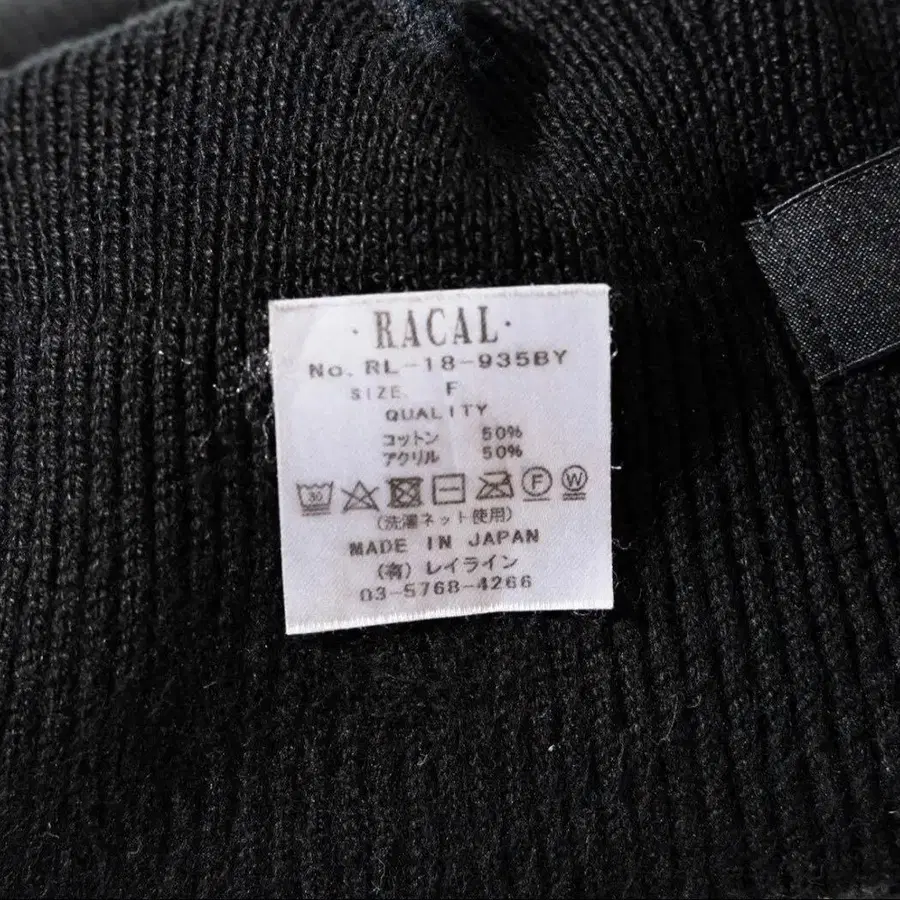 · RACAL ·
No. RL-18-935BY
SIZE. F
QUALITY
コットン 50%
アクリル 50%
30 F W
(洗濯ネット使用)
MADE IN JAPAN
(有)レイライン
03-5768-4266